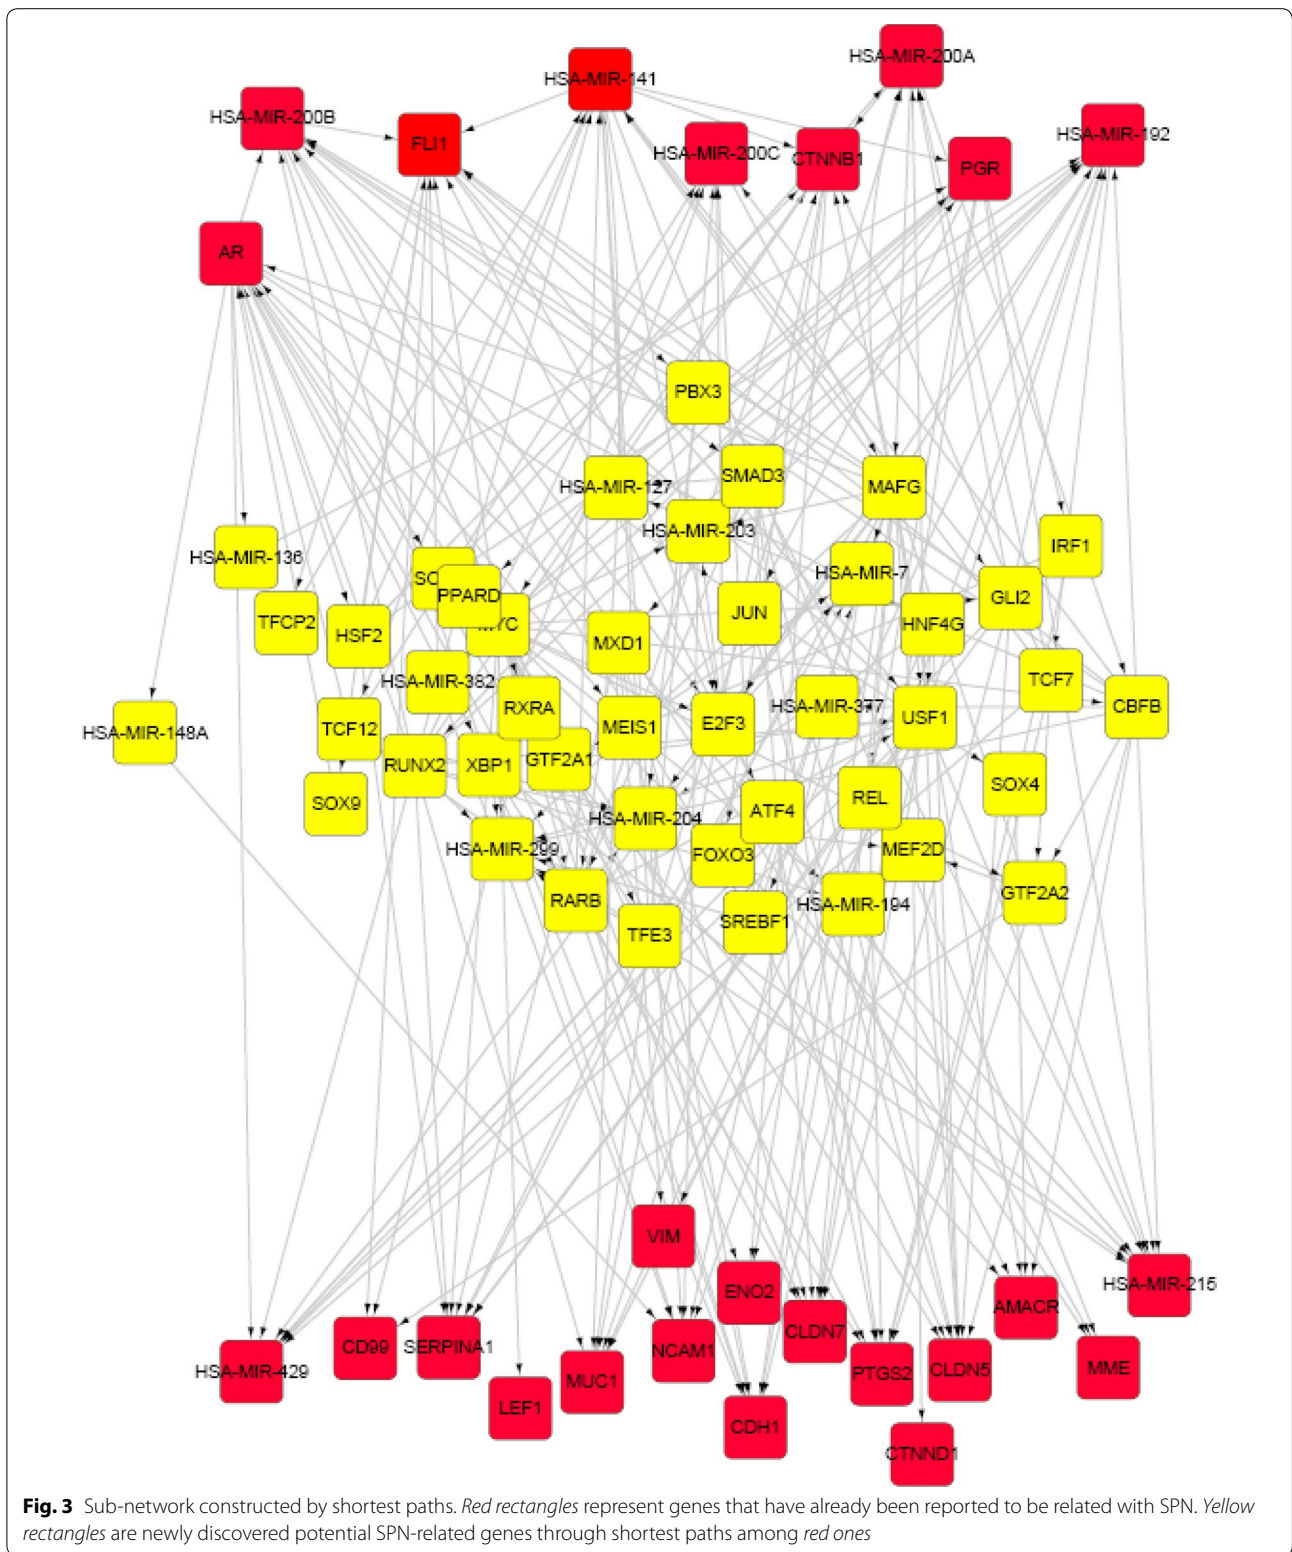 HSA-MIR-200A
HSA-MIR-141
HSA-MIR-200B
HSA-MIR-192
FLI1
HSA-MIR-200C
CTNNB1
PGR
AR
PBX3
SMAD3
HSA-MIR-127
MAFG
HSA-MIR-203
IRF1
HSA-MIR-136
HSA-MIR-7
PPARD
GLI2
JUN
TFCP2
HSF2
MYC
HNF4G
MXD1
HSA-MIR-382
TCF7
RXRA
HSA-MIR-377
CBFB
USF1
E2F3
MEIS1
TCF12
HSA-MIR-148A
GTF2A1
RUNX2
XBP1
SOX4
REL
SOX9
ATF4
HSA-MIR-204
HSA-MIR-299
FOXO3
MEF2D
GTF2A2
RARB
HSA-MIR-194
SREBF1
TFE3
VIM
HSA-MIR-215
ENO2
AMACR
CLDN7
CD99
SERPINA1
NCAM1
HSA-MIR-429
MUC1
PTGS2
CLDN5
MME
LEF1
CDH1
CTNND1
Fig. 3 Sub-network constructed by shortest paths. Red rectangles represent genes that have already been reported to be related with SPN. Yellow
rectangles are newly discovered potential SPN-related genes through shortest paths among red ones